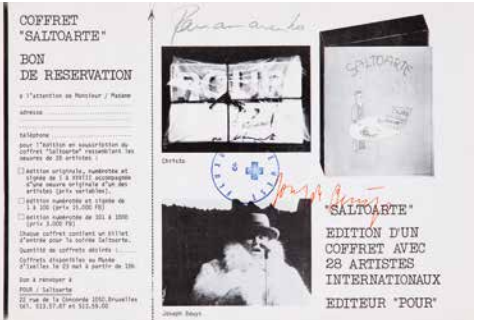 COFFRET
"SALTOARTE"
BON
DE RESERVATION
a l'attention de Monsieur / Madame
adresse
téléphone
pour l'édition en souscription du
coffret "Saltoarte" rassemblant les
oeuvres de 28 artistes :
édition originale, numérotée et
signée de I à XXVIII accompagnée
d'une oeuvre originale d'un des
artistes (prix variables).
édition numérotée et signée de
1 à 100 (prix 15.000 FB)
édition numérotée de 101 à 1000
(prix 3.000 FB)
Chaque coffret contient un billet
d'entrée pour la soirée Saltoarte.
Quantité de coffrets désirés :
Coffrets disponibles au Musée
d'Ixelles le 23 mai à partir de 18h
bon à renvoyer à
POUR / Saltoarte
22 rue de la Concorde 1050.Bruxelles
tél. 513.57.07 et 512.59.00
Panamarenko
POUR
Christo
SALTOARTE
Joseph Beuys
Joseph Beuys
"SALTOARTE"
EDITION D'UN
COFFRET AVEC
28 ARTISTES
INTERNATIONAUX
EDITEUR "POUR"